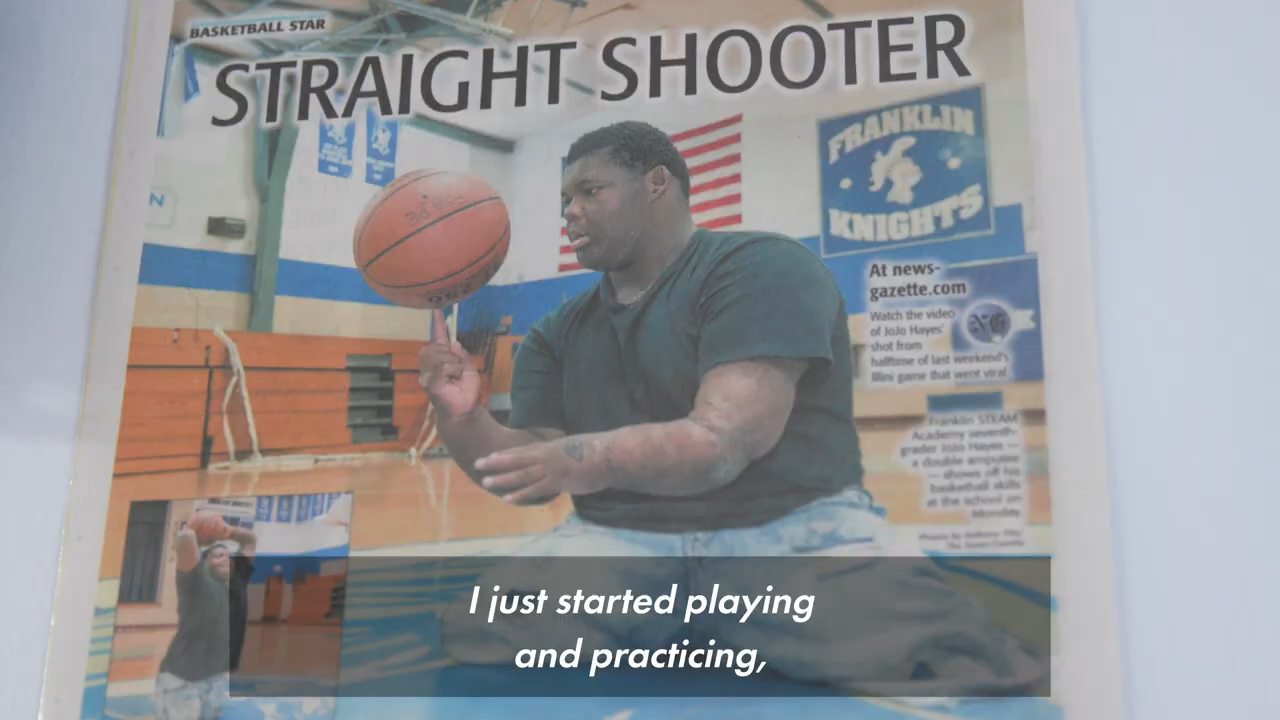 BASKETBALL STAR
STRAIGHT SHOOTER
FRANKLIN
KNIGHTS
N
At news-
gazette.com
Watch the video
of JoJo Hayes'
shot from
halftime of last weekend's
Illini game that went viral
Franklin STEAM
Academy seventh-
grader JoJo Hayes —
a double amputee
— shows off his
basketball skills
at the school on
Monday.
I just started playing
and practicing,